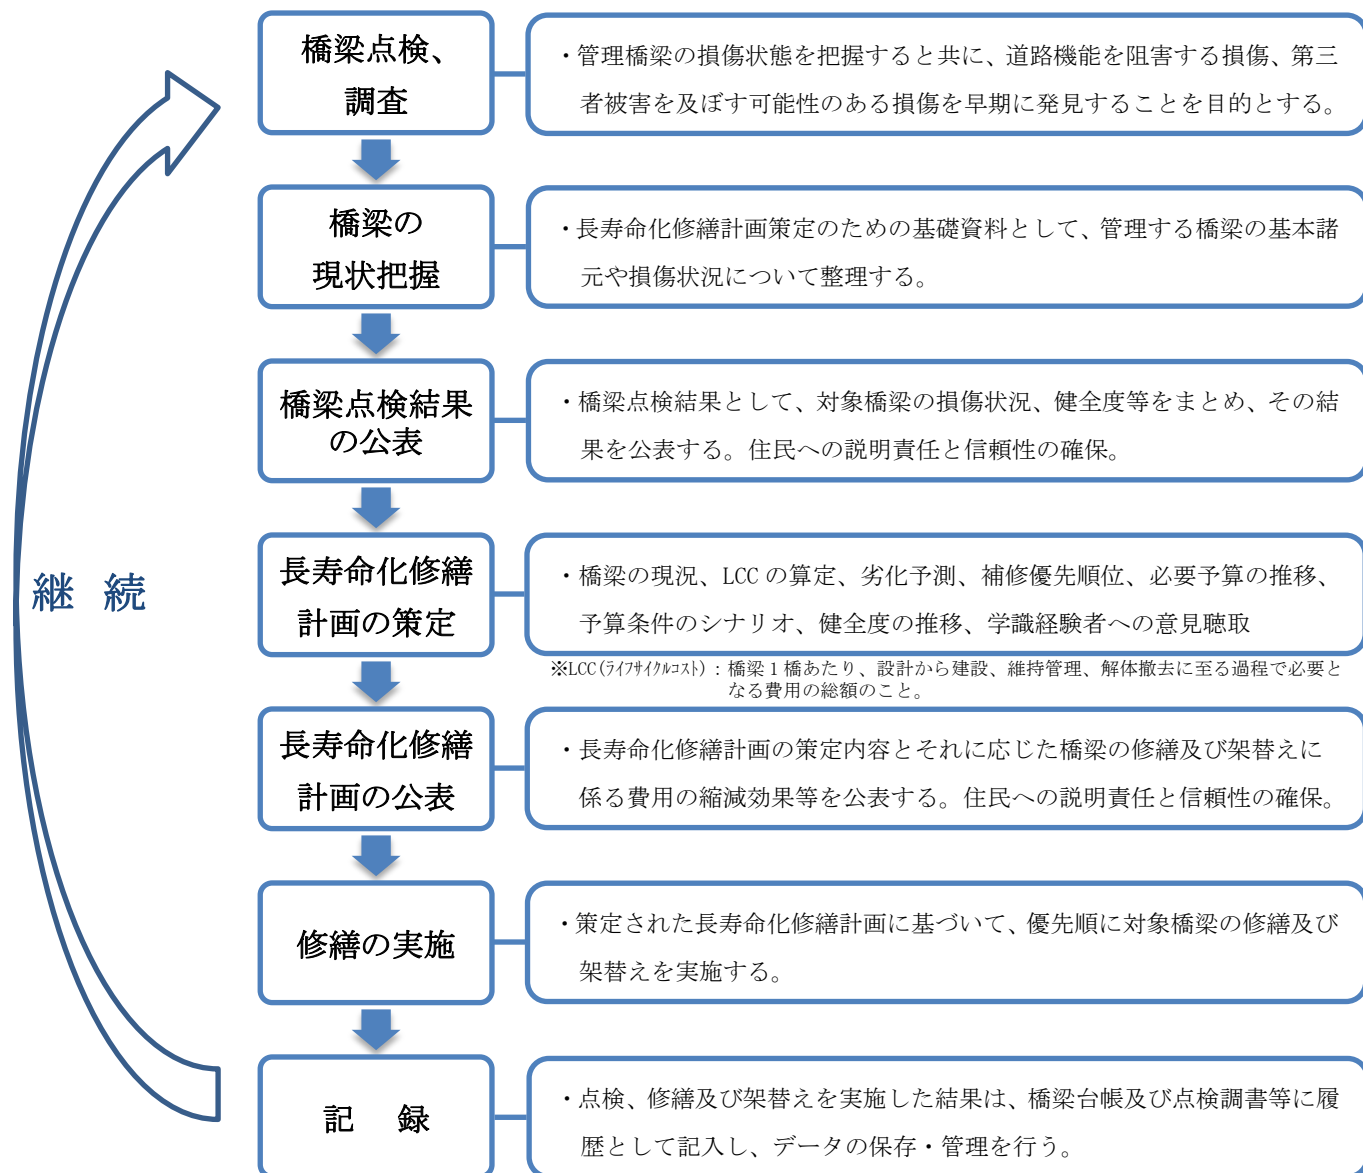 橋梁点検、
調査
・管理橋梁の損傷状態を把握すると共に、道路機能を阻害する損傷、第三
者被害を及ぼす可能性のある損傷を早期に発見することを目的とする。
橋梁の
現状把握
・長寿命化修繕計画策定のための基礎資料として、管理する橋梁の基本諸
元や損傷状況について整理する。
橋梁点検結果
の公表
・橋梁点検結果として、対象橋梁の損傷状況、健全度等をまとめ、その結
果を公表する。住民への説明責任と信頼性の確保。
継 続
長寿命化修繕
計画の策定
・橋梁の現況、LCC の算定、劣化予測、補修優先順位、必要予算の推移、
予算条件のシナリオ、健全度の推移、学識経験者への意見聴取
※LCC(ﾗｲﾌｻｲｸﾙｺｽﾄ)：橋梁１橋あたり、設計から建設、維持管理、解体撤去に至る過程で必要と
なる費用の総額のこと。
長寿命化修繕
計画の公表
・長寿命化修繕計画の策定内容とそれに応じた橋梁の修繕及び架替えに
係る費用の縮減効果等を公表する。住民への説明責任と信頼性の確保。
修繕の実施
・策定された長寿命化修繕計画に基づいて、優先順に対象橋梁の修繕及び
架替えを実施する。
記 録
・点検、修繕及び架替えを実施した結果は、橋梁台帳及び点検調書等に履
歴として記入し、データの保存・管理を行う。